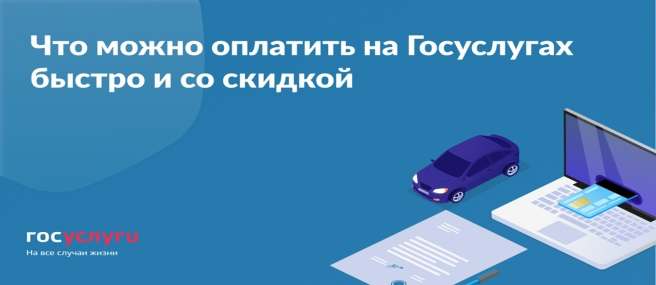 Что можно оплатить на Госуслугах
быстро и со скидкой
госуслуги
На все случаи жизни